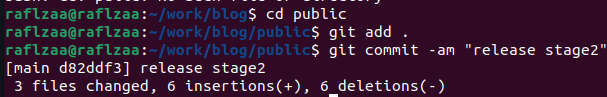 raflzaa@raflzaa:~/work/blog$ cd public
raflzaa@raflzaa:~/work/blog/public$ git add .
raflzaa@raflzaa:~/work/blog/public$ git commit -am "release stage2"
[main d82ddf3] release stage2
 3 files changed, 6 insertions(+), 6 deletions(-)